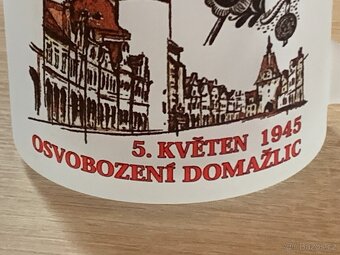 5. KVĚTEN 1945
OSVOBOZENÍ DOMAŽLIC